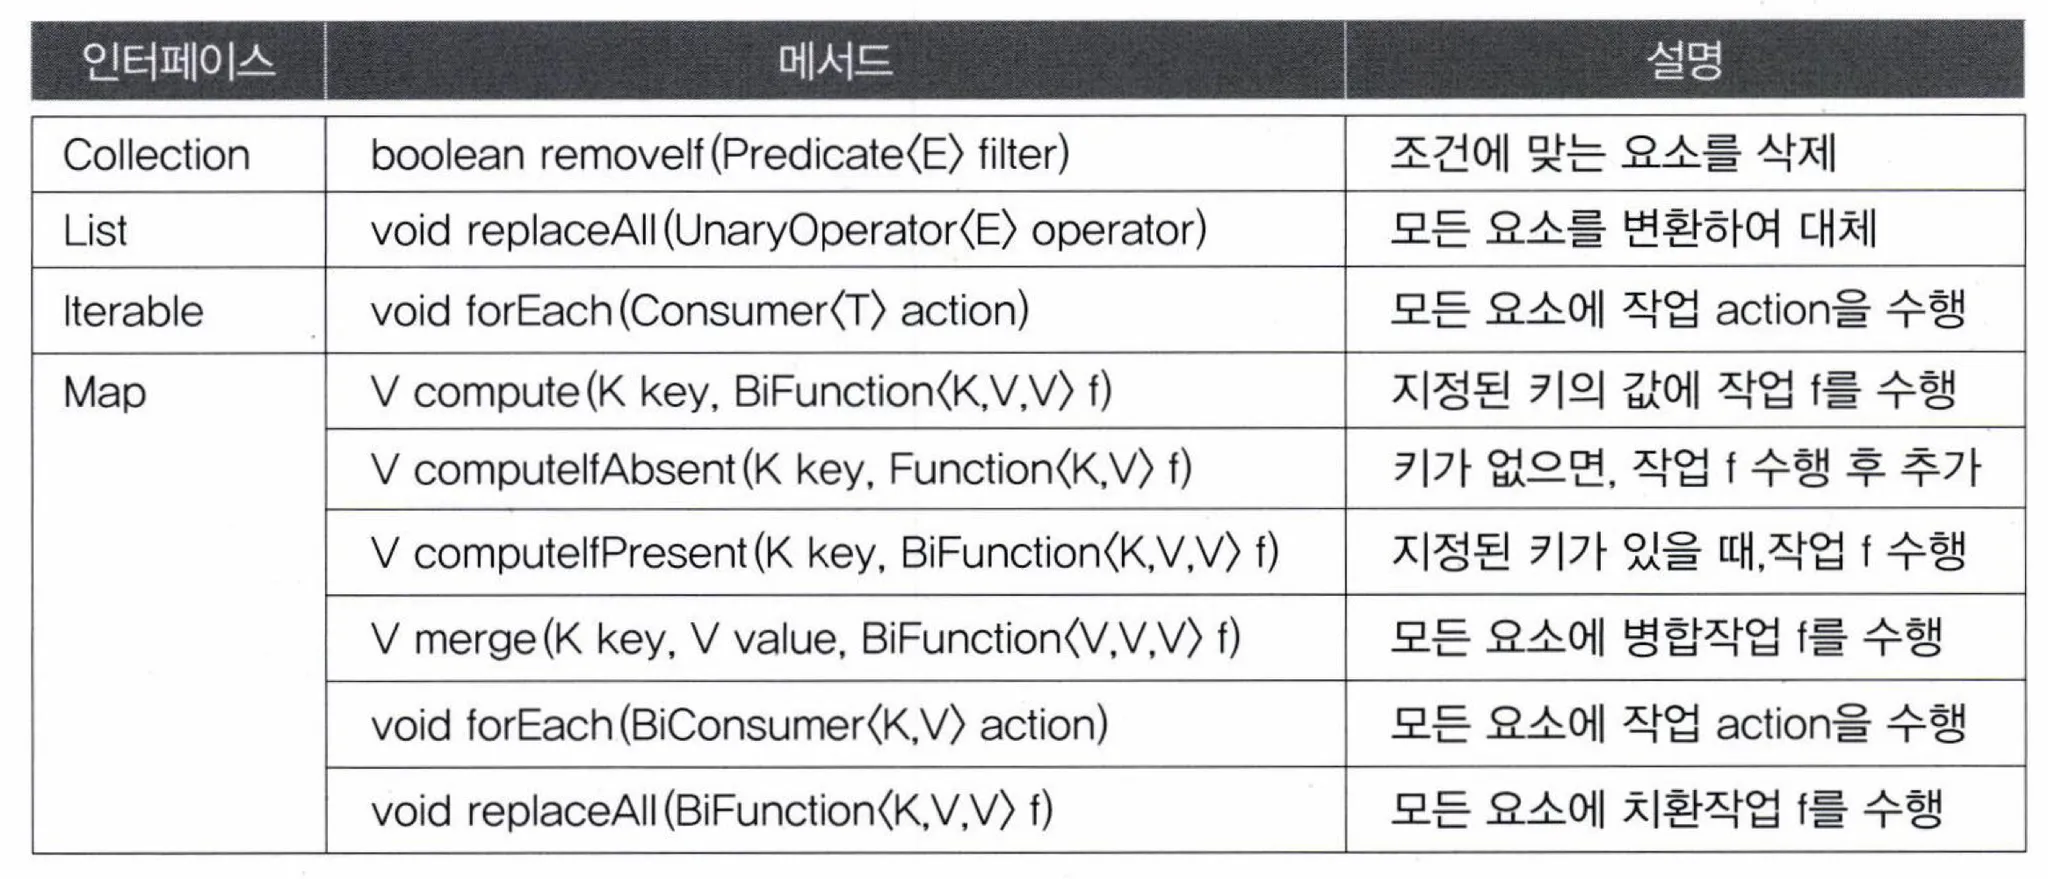 인터페이스 메서드 설명
Collection boolean removeIf(Predicate〈E〉 filter) 조건에 맞는 요소를 삭제
List void replaceAll(UnaryOperator〈E〉 operator) 모든 요소를 변환하여 대체
Iterable void forEach(Consumer〈T〉 action) 모든 요소에 작업 action을 수행
Map V compute(K key, BiFunction〈K,V,V〉 f) 지정된 키의 값에 작업 f를 수행
V computeIfAbsent(K key, Function〈K,V〉 f) 키가 없으면, 작업 f 수행 후 추가
V computeIfPresent(K key, BiFunction〈K,V,V〉 f) 지정된 키가 있을 때,작업 f 수행
V merge(K key, V value, BiFunction〈V,V,V〉 f) 모든 요소에 병합작업 f를 수행
void forEach(BiConsumer〈K,V〉 action) 모든 요소에 작업 action을 수행
void replaceAll(BiFunction〈K,V,V〉 f) 모든 요소에 치환작업 f를 수행